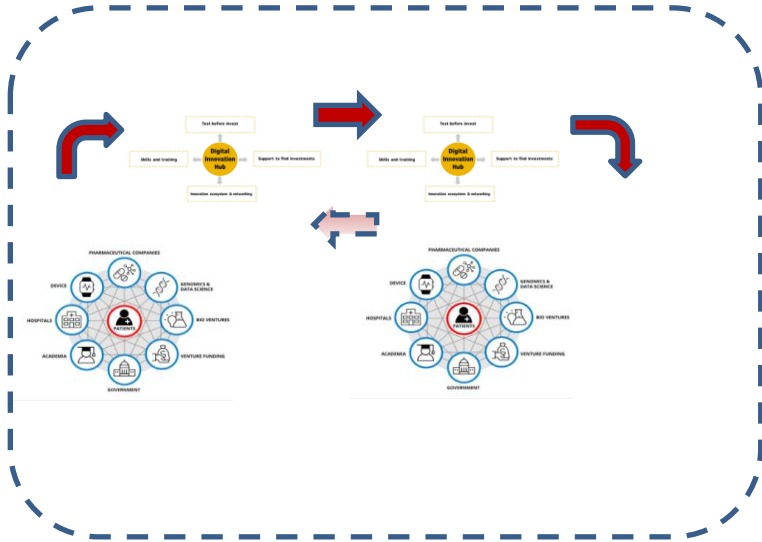 Test before invest
Test before invest
Skills and training
Digital
Innovation
Hub
Support to find investments
Skills and training
Digital
Innovation
Hub
Support to find investments
Innovation ecosystem & networking
Innovation ecosystem & networking
PHARMACEUTICAL COMPANIES
DEVICE
GENOMICS &
DATA SCIENCE
HOSPITALS
PATIENTS
BIO VENTURES
ACADEMIA
VENTURE FUNDING
GOVERNMENT
PHARMACEUTICAL COMPANIES
DEVICE
GENOMICS &
DATA SCIENCE
HOSPITALS
PATIENTS
BIO VENTURES
ACADEMIA
VENTURE FUNDING
GOVERNMENT